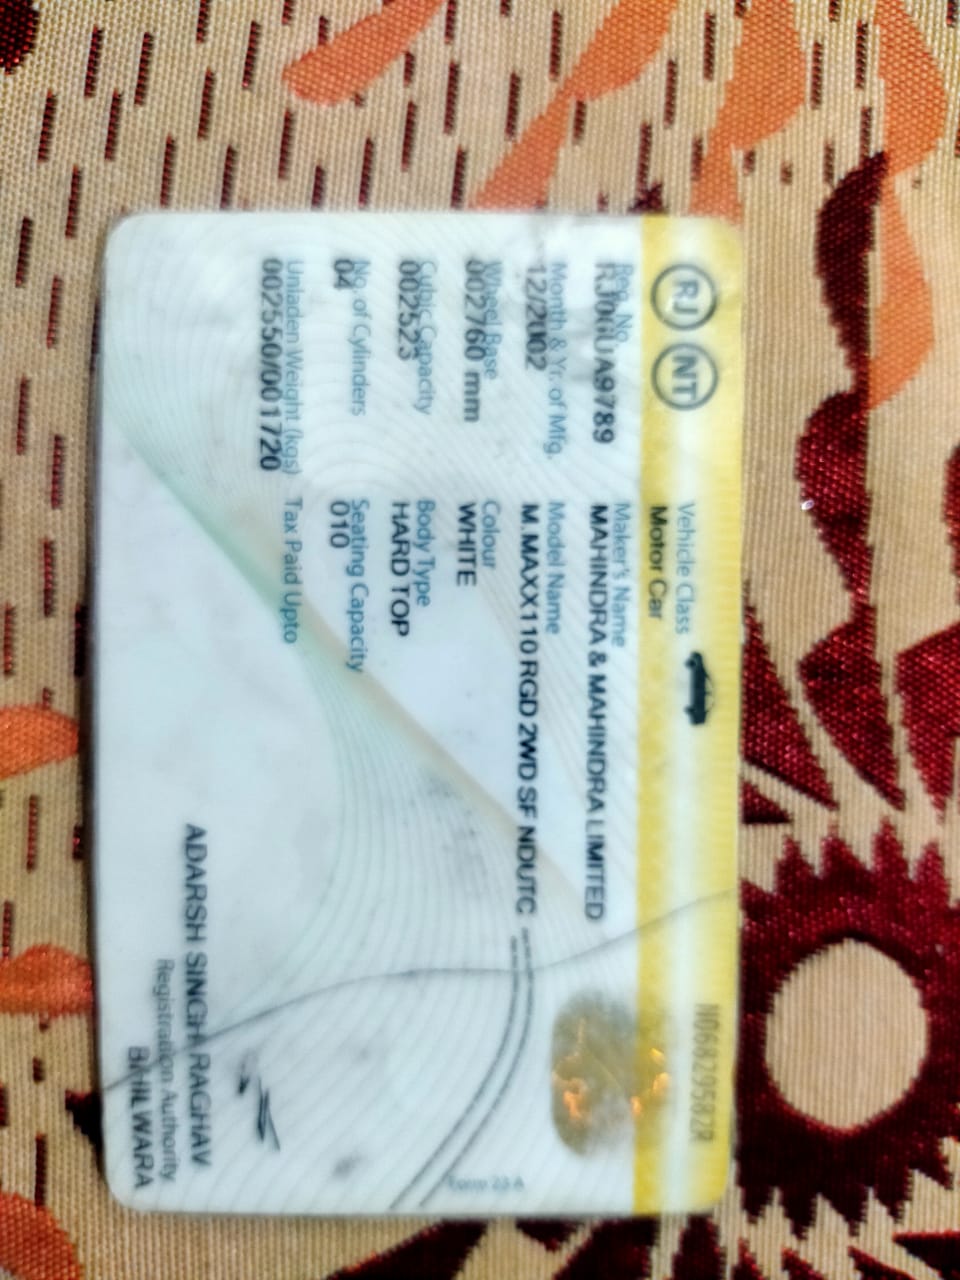 RJ NT
Vehicle Class
Motor Car
N0682958ZR
Reg. No.
Maker's Name
MAHINDRA & MAHINDRA LIMITED
Month & Yr. of Mfg.
Model Name
12/2002
M.MAXX110 RGD 2WD SF NDUTC
Wheel Base
Colour
002760 mm
WHITE
Cubic Capacity
Body Type
002523
HARD TOP
No. of Cylinders
Seating Capacity
04
010
Unladen Weight (kgs)
Tax Paid Upto
002550/001720
Form 23 A
ADARSH SINGH RAGHAV
Registration Authority
BHILWARA